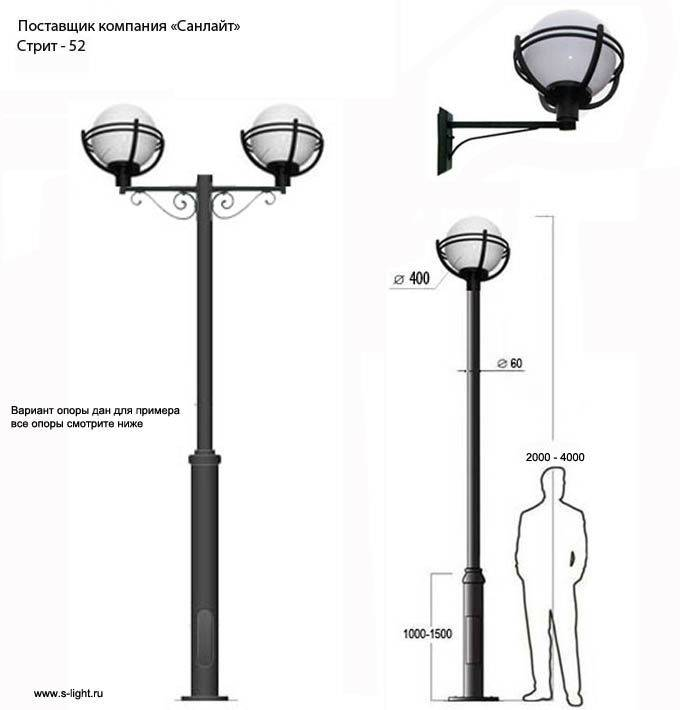 Поставщик компания «Санлайт»
Стрит - 52
⌀ 400
⌀ 60
Вариант опоры дан для примера
все опоры смотрите ниже
2000 - 4000
1000-1500
www.s-light.ru